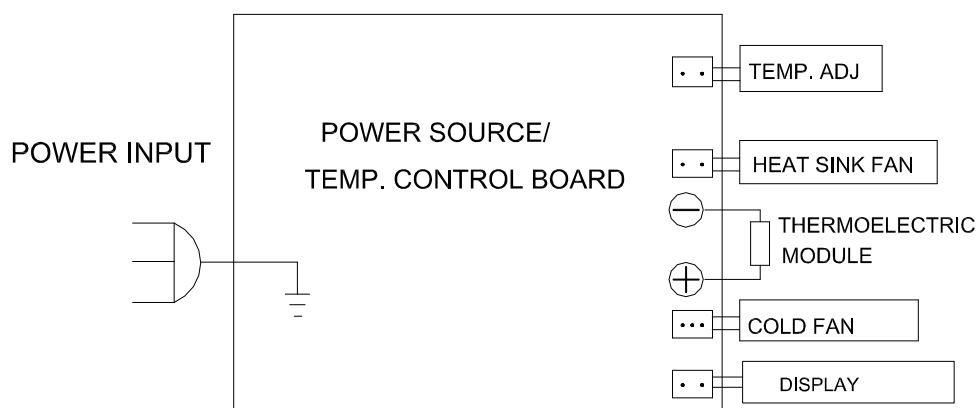 POWER INPUT
POWER SOURCE/
TEMP. CONTROL BOARD
TEMP. ADJ
HEAT SINK FAN
THERMOELECTRIC
MODULE
COLD FAN
DISPLAY